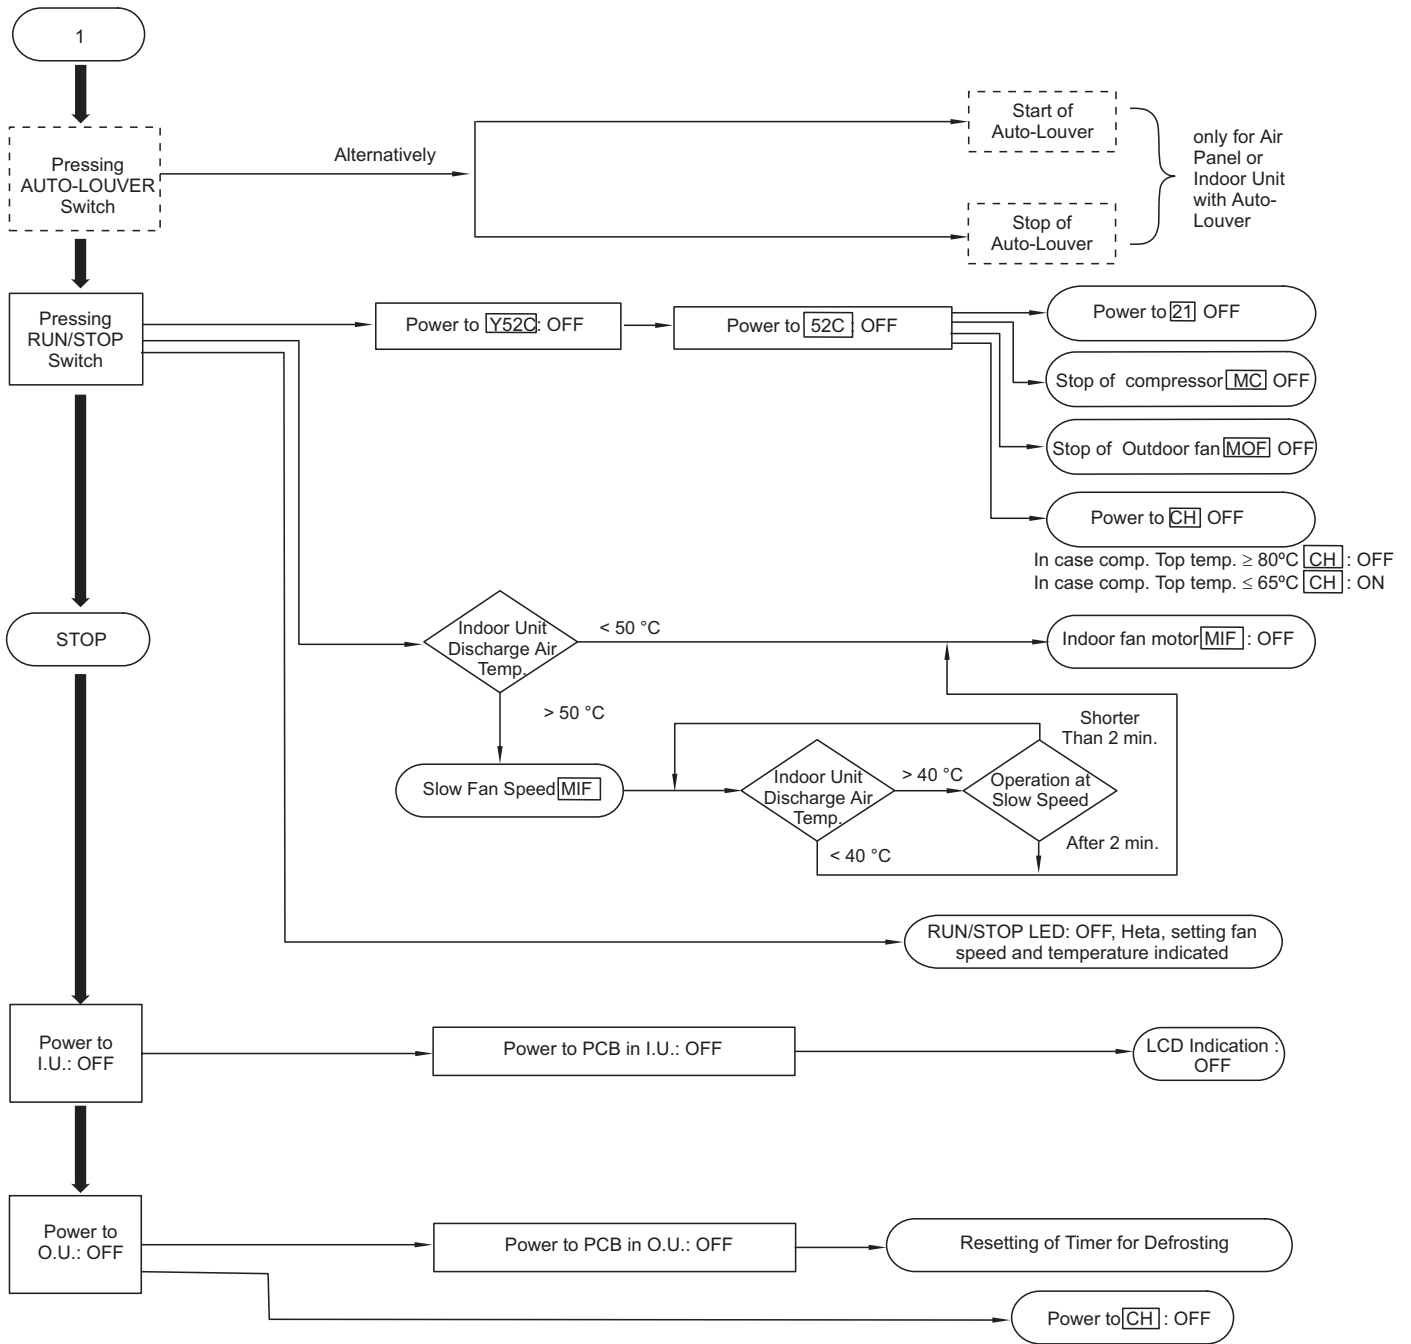 1
Pressing
AUTO-LOUVER
Switch
Alternatively
Start of
Auto-Louver
Stop of
Auto-Louver
only for Air
Panel or
Indoor Unit
with Auto-
Louver
Pressing
RUN/STOP
Switch
Power to Y52C: OFF
Power to 52C : OFF
Power to 21 OFF
Stop of compressor MC OFF
Stop of Outdoor fan MOF OFF
Power to CH OFF
In case comp. Top temp. ≥ 80ºC CH : OFF
In case comp. Top temp. ≤ 65ºC CH : ON
STOP
Indoor Unit
Discharge Air
Temp.
< 50 °C
Indoor fan motor MIF : OFF
> 50 °C
Slow Fan Speed MIF
Indoor Unit
Discharge Air
Temp.
> 40 °C
< 40 °C
Operation at
Slow Speed
Shorter
Than 2 min.
After 2 min.
RUN/STOP LED: OFF, Heta, setting fan
speed and temperature indicated
Power to
I.U.: OFF
Power to PCB in I.U.: OFF
LCD Indication :
OFF
Power to
O.U.: OFF
Power to PCB in O.U.: OFF
Resetting of Timer for Defrosting
Power to CH : OFF